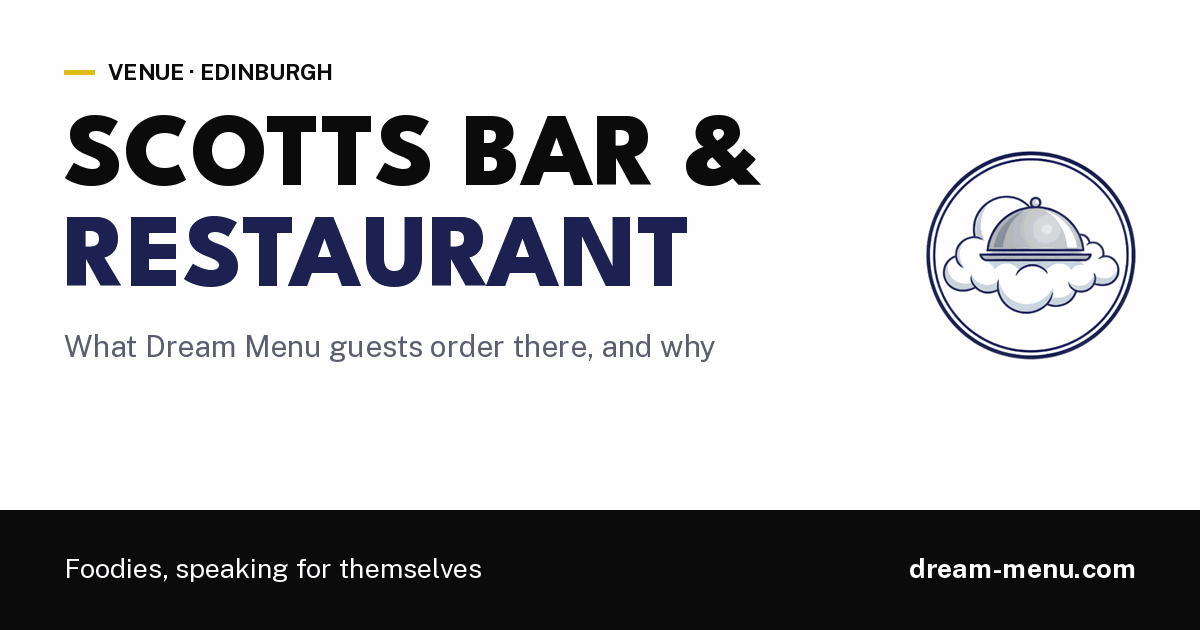 VENUE · EDINBURGH
SCOTTS BAR &
RESTAURANT
What Dream Menu guests order there, and why
Foodies, speaking for themselves
dream-menu.com